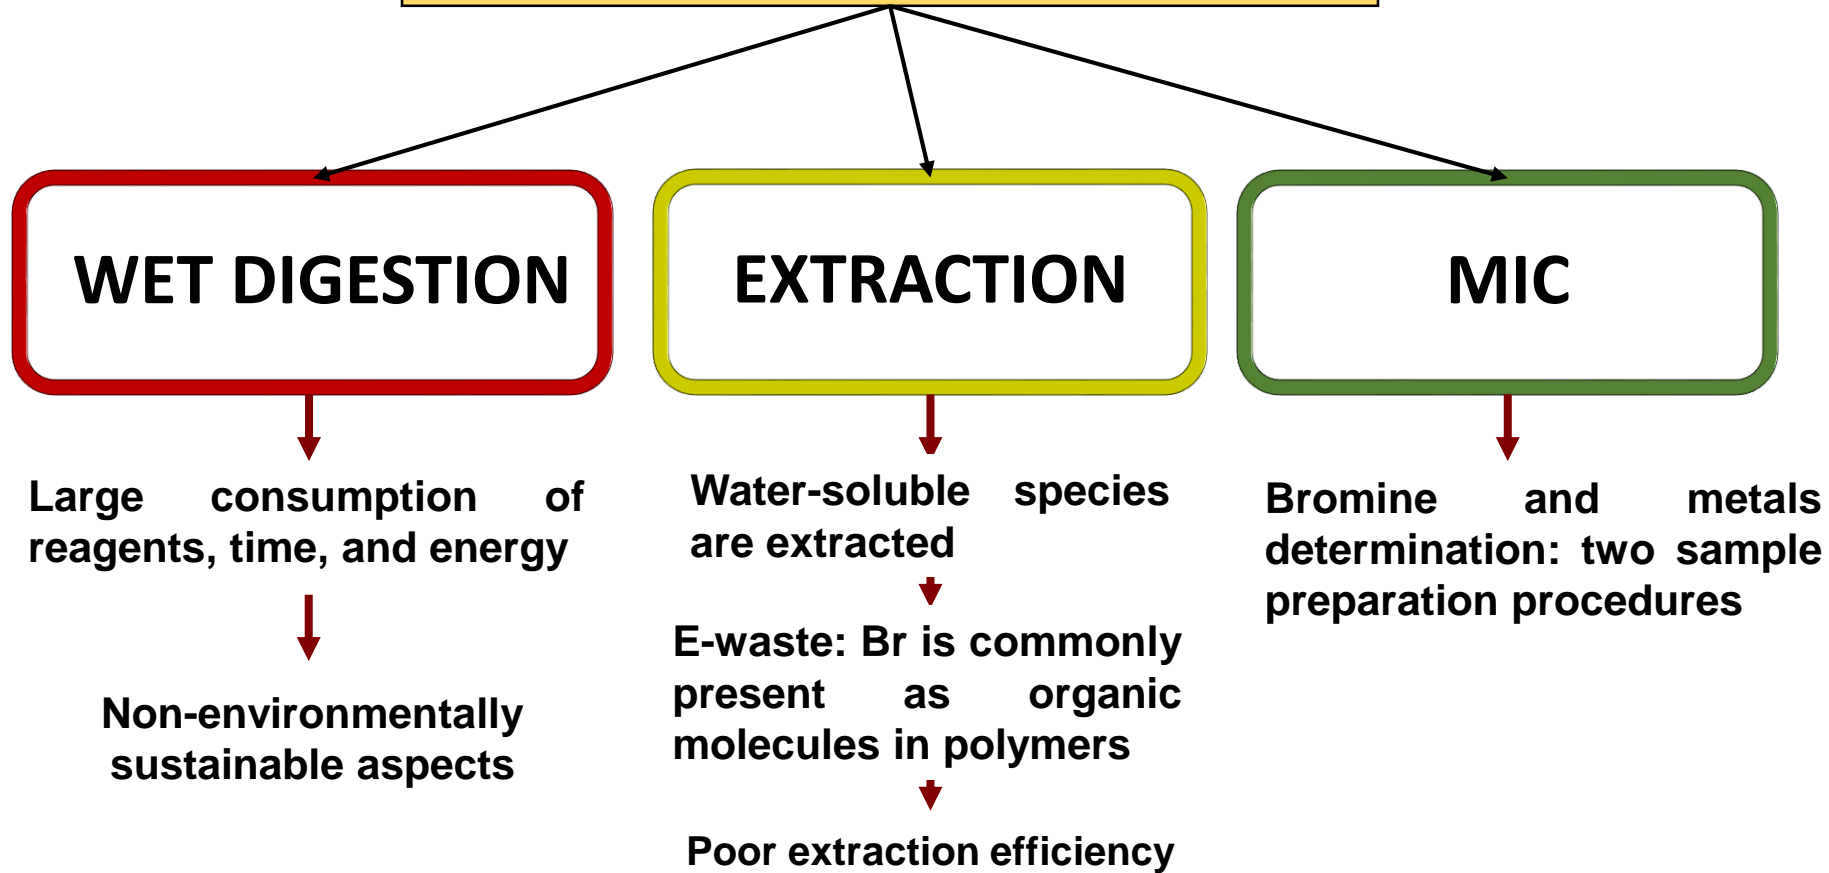 WET DIGESTION
EXTRACTION
MIC
Large consumption of
reagents, time, and energy
Non-environmentally
sustainable aspects
Water-soluble species
are extracted
E-waste: Br is commonly
present as organic
molecules in polymers
Poor extraction efficiency
Bromine and metals
determination: two sample
preparation procedures